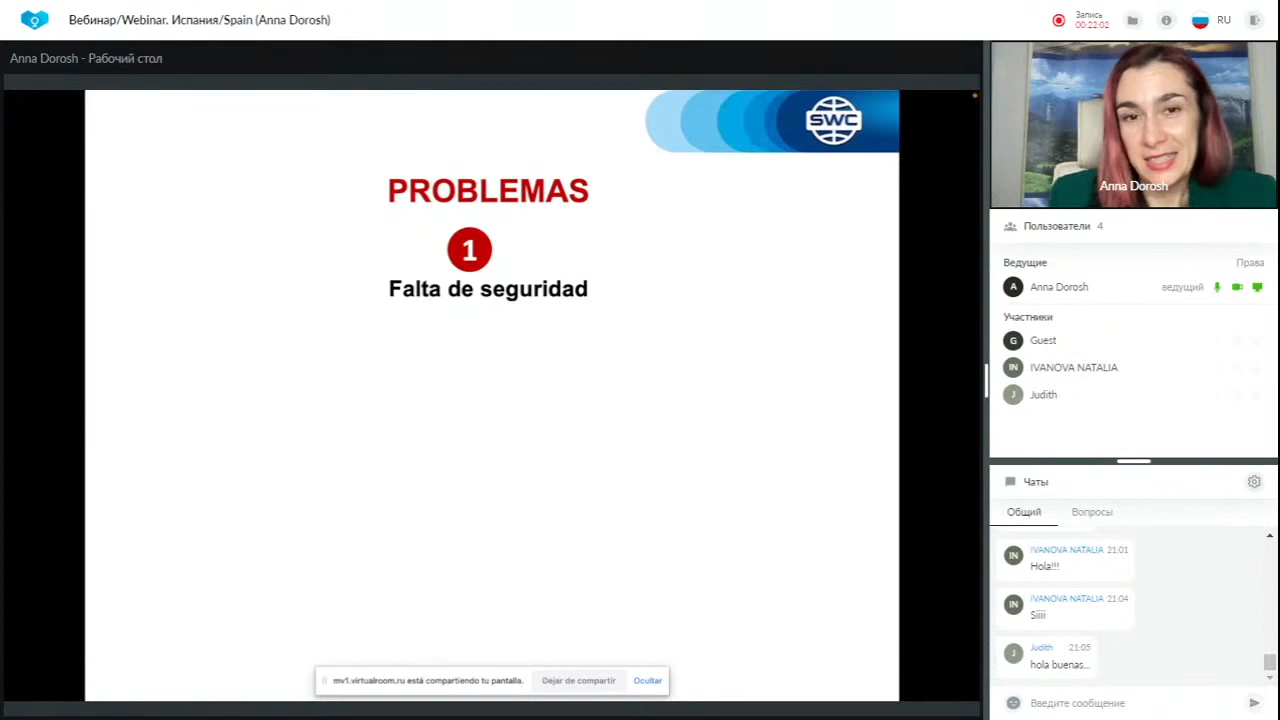 Вебинар/Webinar. Испания/Spain (Anna Dorosh)
Запись
00:22:02
RU
Anna Dorosh - Рабочий стол
SWC
PROBLEMAS
1
Falta de seguridad
mv1.virtualroom.ru está compartiendo tu pantalla.
Dejar de compartir
Ocultar
Anna Dorosh
Пользователи 4
Ведущие Права
A Anna Dorosh ведущий
Участники
G Guest
IN IVANOVA NATALIA
J Judith
Чаты
Общий Вопросы
IN IVANOVA NATALIA 21:01
Hola!!!
IN IVANOVA NATALIA 21:04
Siiii
J Judith 21:05
hola buenas...
Введите сообщение